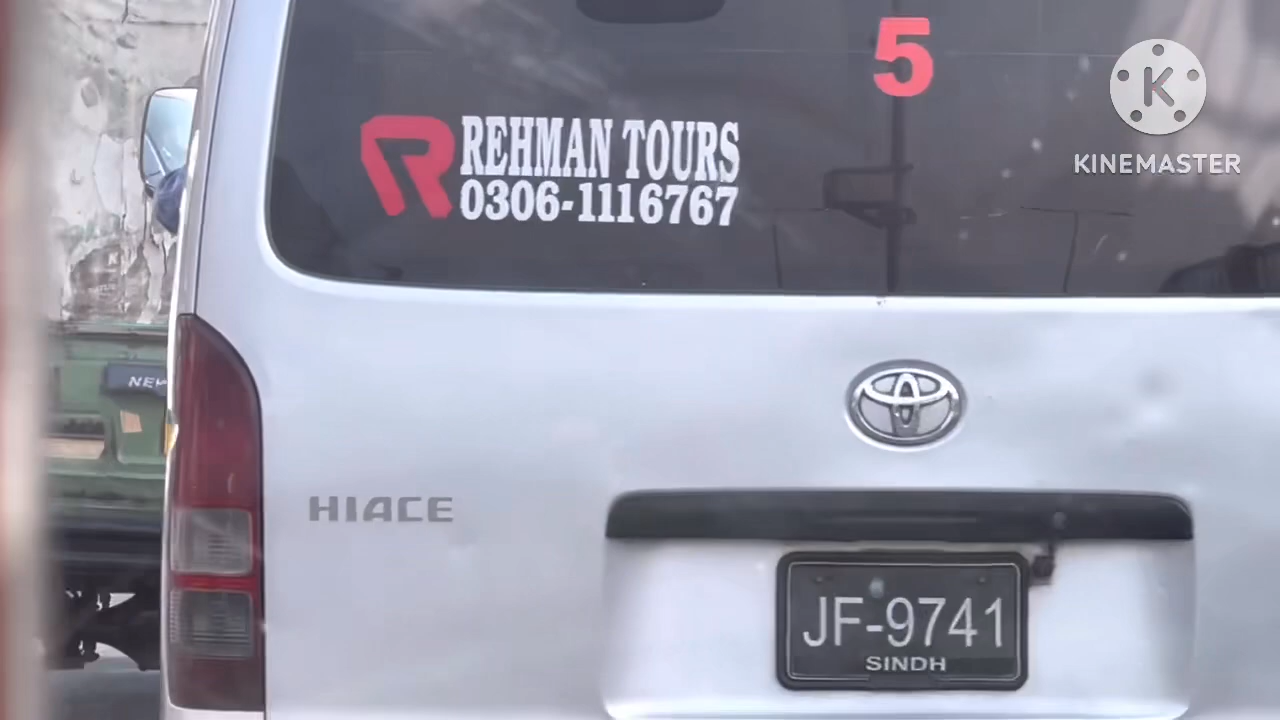 5
REHMAN TOURS
0306-1116767
KINEMASTER
HIACE
JF-9741
SINDH